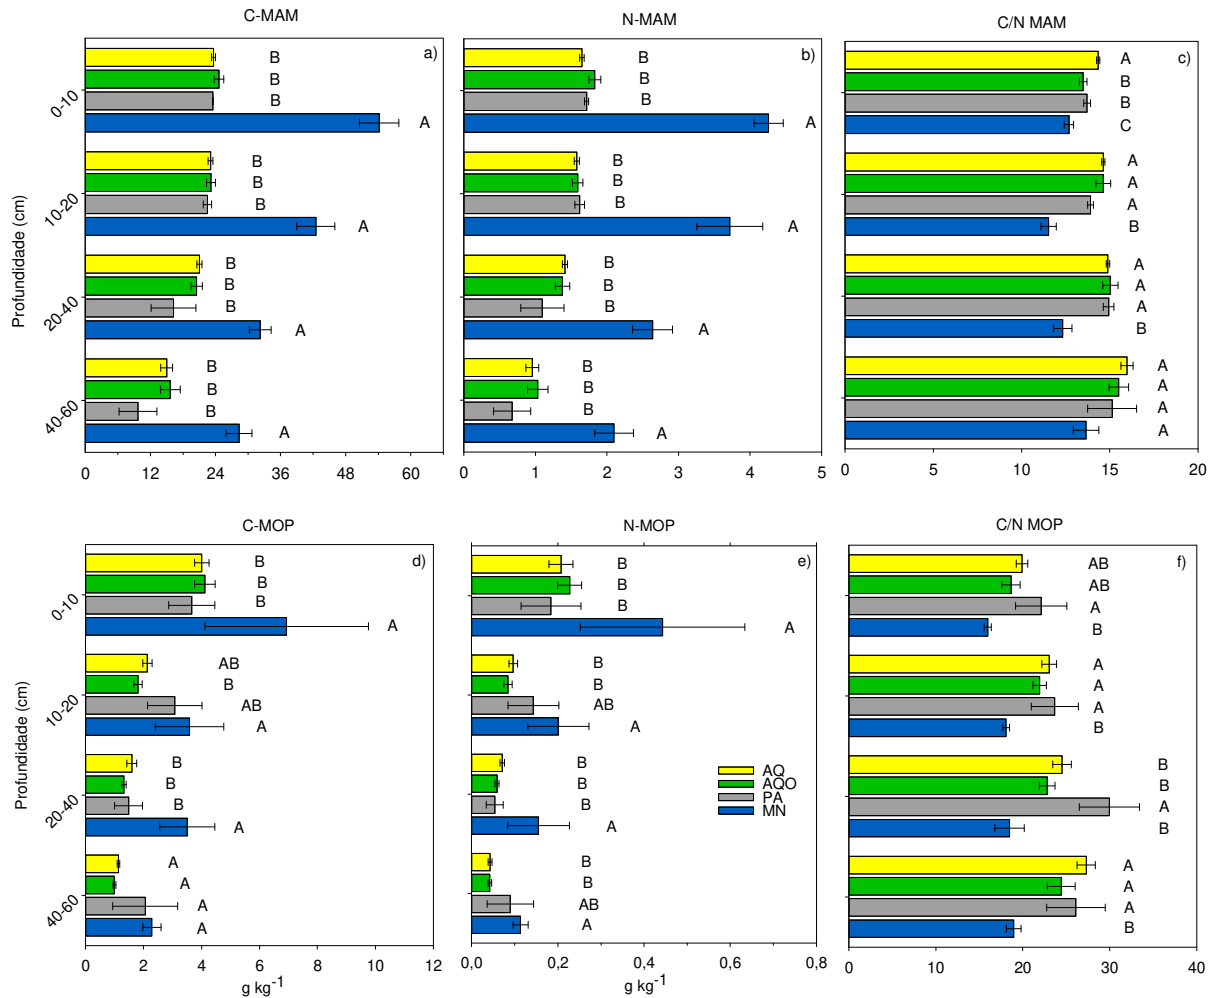 C-MAM
N-MAM
C/N MAM
a)
b)
c)
Profundidade (cm)
0-10
B
B
B
A
B
B
B
A
A
B
B
C
10-20
B
B
B
A
B
B
B
A
A
A
A
B
20-40
B
B
B
A
B
B
B
A
A
A
A
B
40-60
B
B
B
A
B
B
B
A
A
A
A
A
0 12 24 36 48 60
0 1 2 3 4 5
0 5 10 15 20
C-MOP
N-MOP
C/N MOP
d)
e)
f)
Profundidade (cm)
0-10
B
B
B
A
B
B
B
A
AB
AB
A
B
10-20
AB
B
AB
A
B
B
AB
A
A
A
A
B
20-40
B
B
B
A
B
B
B
A
B
B
A
B
AQ
AQO
PA
MN
40-60
A
A
A
A
B
B
AB
A
A
A
A
B
0 2 4 6 8 10 12
0,0 0,2 0,4 0,6 0,8
0 10 20 30 40
g kg⁻¹
g kg⁻¹